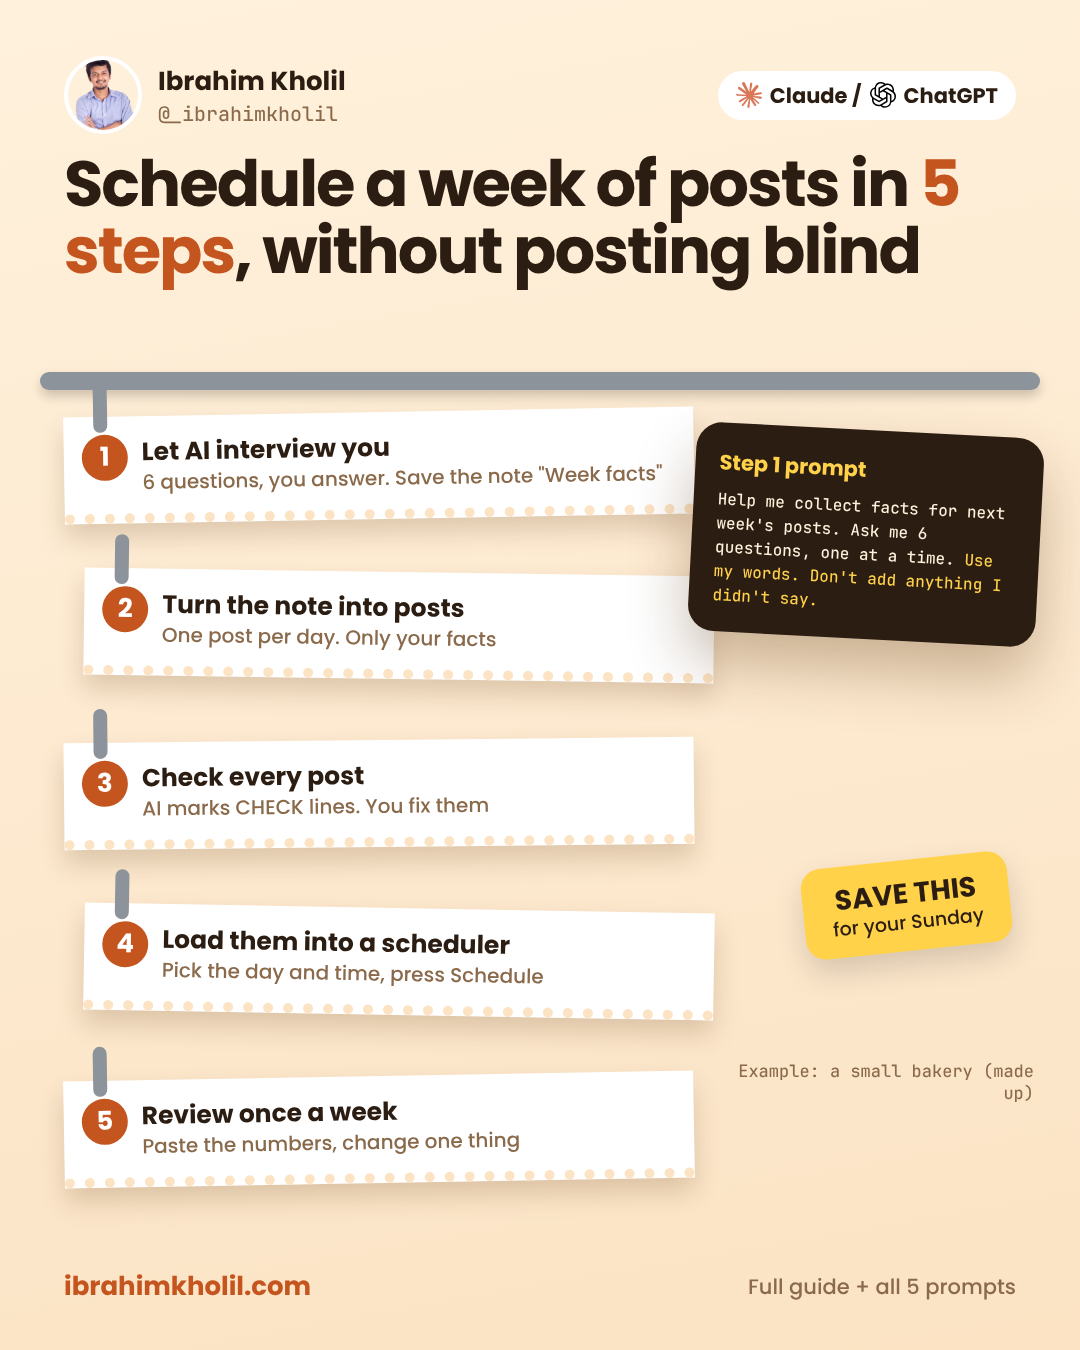 Ibrahim Kholil
@_ibrahimkholil
Claude / ChatGPT
Schedule a week of posts in 5
steps, without posting blind
1
Let AI interview you
6 questions, you answer. Save the note "Week facts"
Step 1 prompt
Help me collect facts for next
week's posts. Ask me 6
questions, one at a time. Use
my words. Don't add anything I
didn't say.
2
Turn the note into posts
One post per day. Only your facts
3
Check every post
AI marks CHECK lines. You fix them
SAVE THIS
for your Sunday
4
Load them into a scheduler
Pick the day and time, press Schedule
Example: a small bakery (made
up)
5
Review once a week
Paste the numbers, change one thing
ibrahimkholil.com
Full guide + all 5 prompts